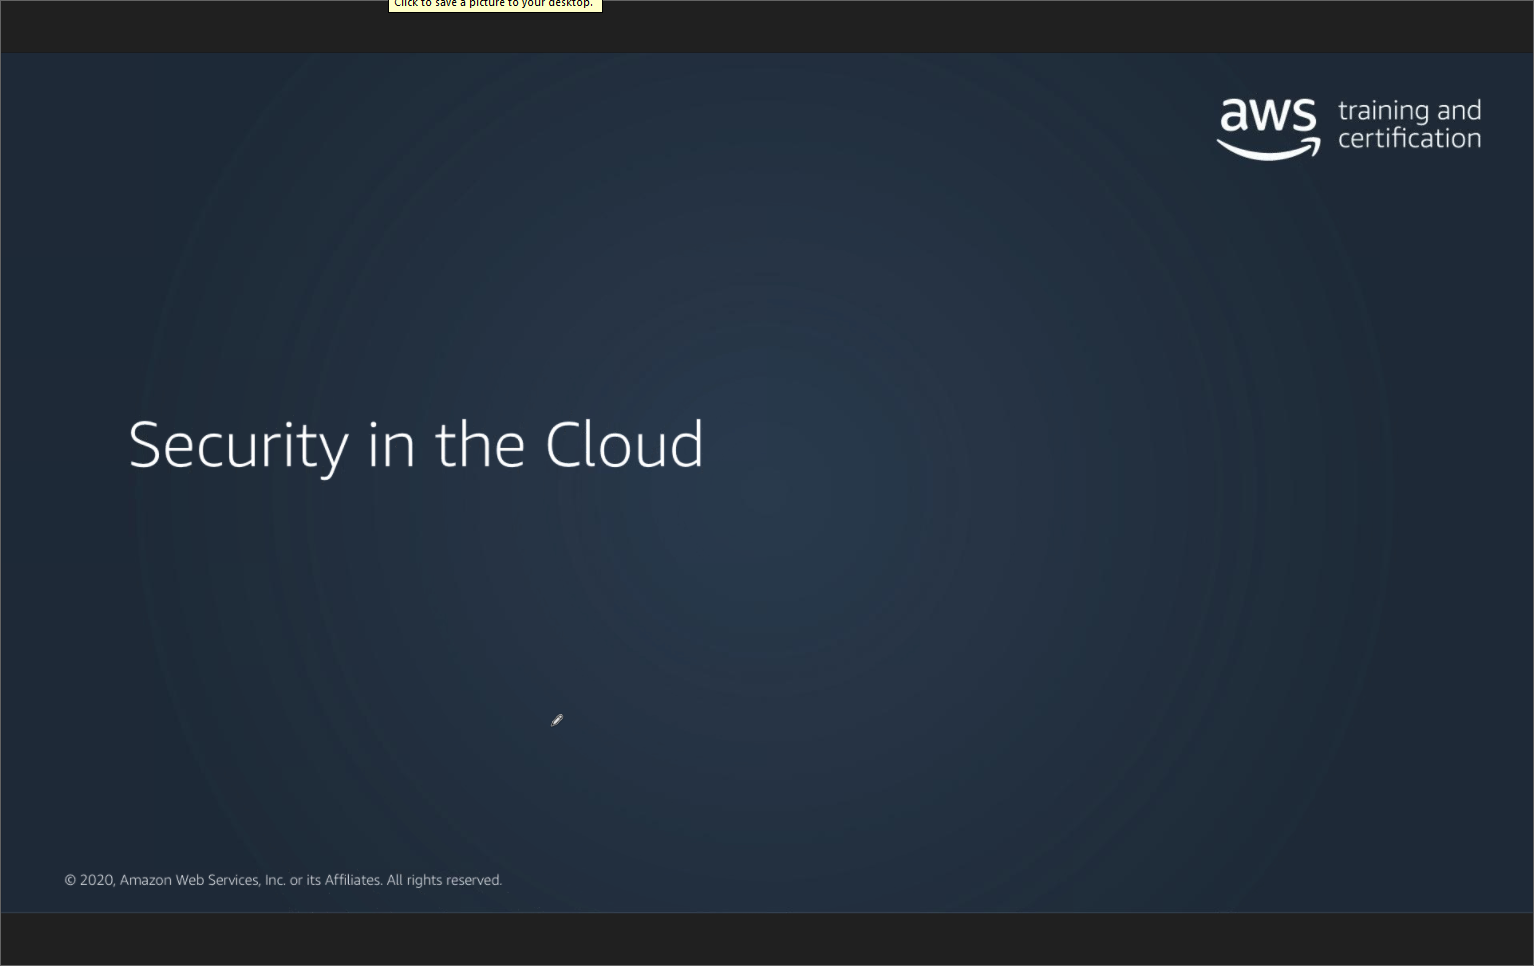 Click to save a picture to your desktop.
aws training and
certification
Security in the Cloud
© 2020, Amazon Web Services, Inc. or its Affiliates. All rights reserved.